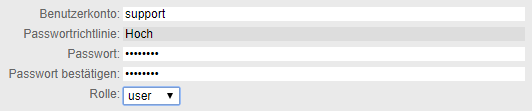 Benutzerkonto: support
Passwortrichtlinie: Hoch
Passwort: ••••••••
Passwort bestätigen: ••••••••
Rolle: user